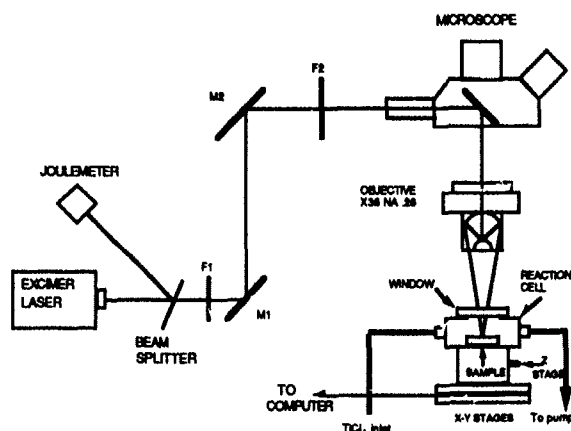 MICROSCOPE
F2
M2
JOULEMETER
OBJECTIVE
X36 NA .28
EXCIMER
LASER
F1
M1
BEAM
SPLITTER
WINDOW
REACTION
CELL
SAMPLE
Z
STAGE
TO
COMPUTER
X-Y STAGES
To pump
inlet